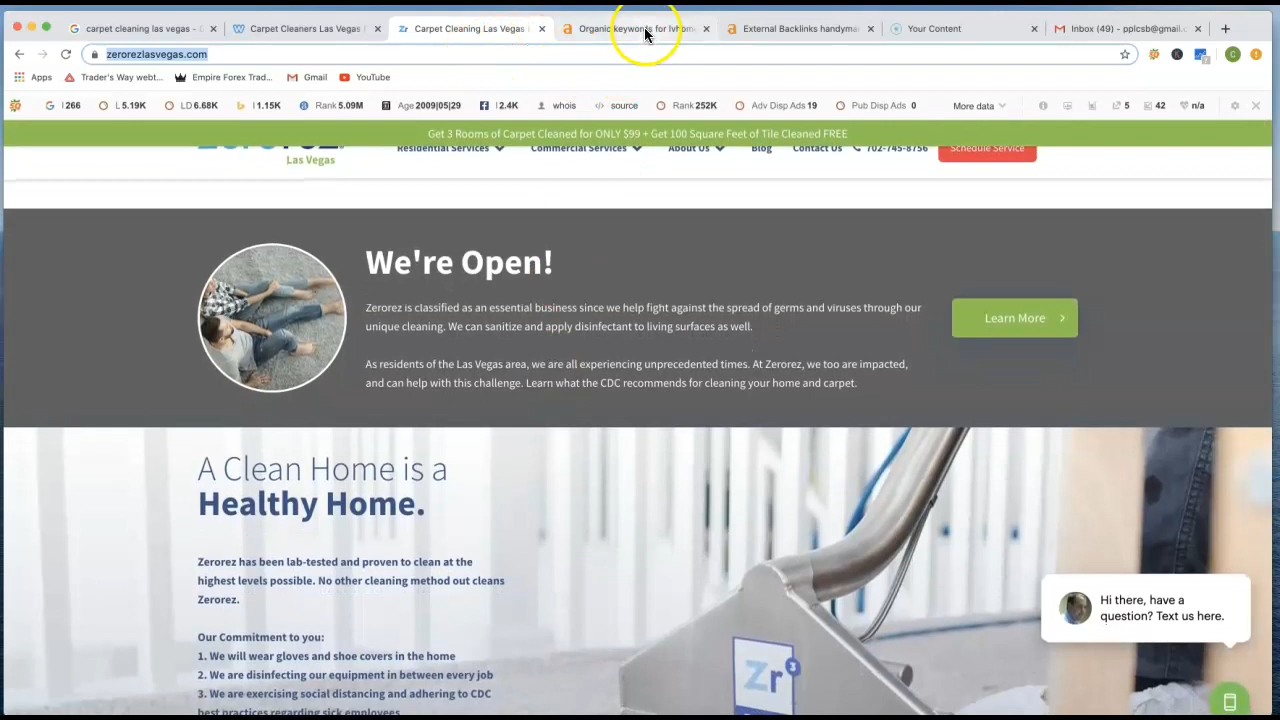 carpet cleaning las vegas -
Carpet Cleaners Las Vegas
Carpet Cleaning Las Vegas
Organic keywords for lvhom
External Backlinks handyma
Your Content
Inbox (49) - pplcsb@gmail.c
zerorezlasvegas.com
Apps
Trader's Way webt...
Empire Forex Trad...
Gmail
YouTube
I 266
L 5.19K
LD 6.68K
I 1.15K
Rank 5.09M
Age 2009|05|29
I 2.4K
whois
source
Rank 252K
Adv Disp Ads 19
Pub Disp Ads 0
More data
5
42
n/a
Get 3 Rooms of Carpet Cleaned for ONLY $99 + Get 100 Square Feet of Tile Cleaned FREE
Las Vegas
Residential Services
Commercial Services
About Us
Blog
Contact Us
702-745-8756
Schedule Service
We're Open!
Zerorez is classified as an essential business since we help fight against the spread of germs and viruses through our
unique cleaning. We can sanitize and apply disinfectant to living surfaces as well.
As residents of the Las Vegas area, we are all experiencing unprecedented times. At Zerorez, we too are impacted,
and can help with this challenge. Learn what the CDC recommends for cleaning your home and carpet.
Learn More
A Clean Home is a
Healthy Home.
Zerorez has been lab-tested and proven to clean at the
highest levels possible. No other cleaning method out cleans
Zerorez.
Our Commitment to you:
1. We will wear gloves and shoe covers in the home
2. We are disinfecting our equipment in between every job
3. We are exercising social distancing and adhering to CDC
best practices regarding sick employees
Zr3
Hi there, have a
question? Text us here.